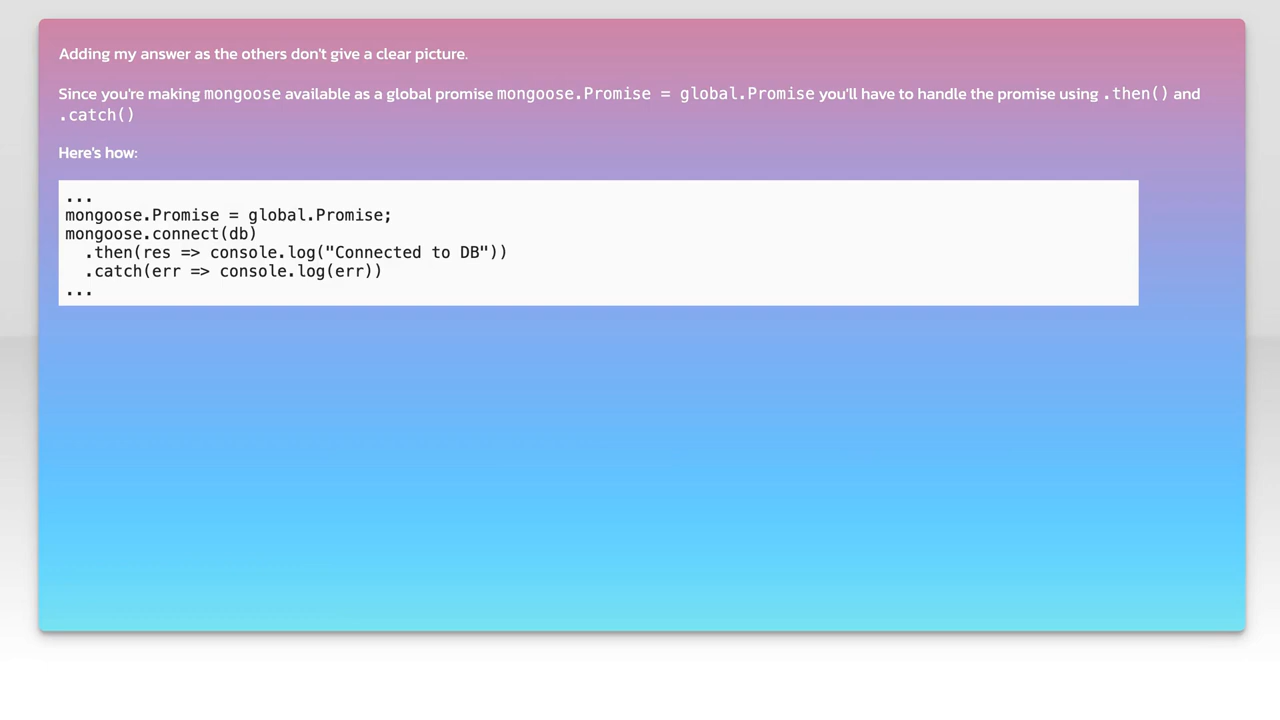 Adding my answer as the others don't give a clear picture.
Since you're making mongoose available as a global promise mongoose.Promise = global.Promise you'll have to handle the promise using .then() and
.catch()
Here's how:
...
mongoose.Promise = global.Promise;
mongoose.connect(db)
  .then(res => console.log("Connected to DB"))
  .catch(err => console.log(err))
...